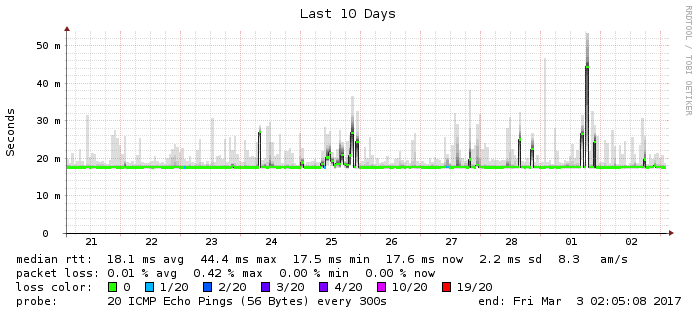 Last 10 Days
RRDTOOL / TOBI OETIKER
Seconds
50 m
40 m
30 m
20 m
10 m
0
21 22 23 24 25 26 27 28 01 02
median rtt: 18.1 ms avg 44.4 ms max 17.5 ms min 17.6 ms now 2.2 ms sd 8.3 am/s
packet loss: 0.01 % avg 0.42 % max 0.00 % min 0.00 % now
loss color: 0 1/20 2/20 3/20 4/20 10/20 19/20
probe: 20 ICMP Echo Pings (56 Bytes) every 300s end: Fri Mar 3 02:05:08 2017